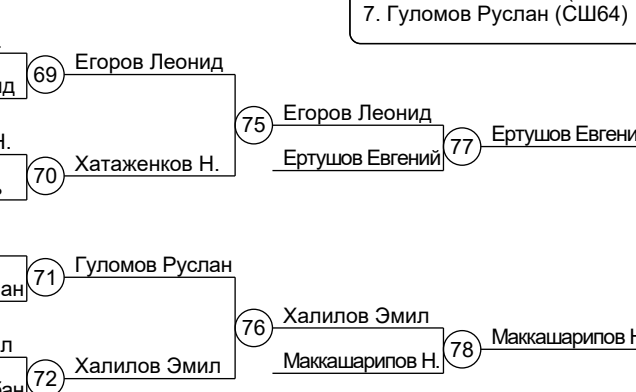 7. Гуломов Руслан (СШ64)
69
Егоров Леонид
75
Егоров Леонид
Ертушов Евгений
77
70
Хатаженков Н.
71
Гуломов Руслан
76
Халилов Эмил
Маккашарипов Н.
78
72
Халилов Эмил